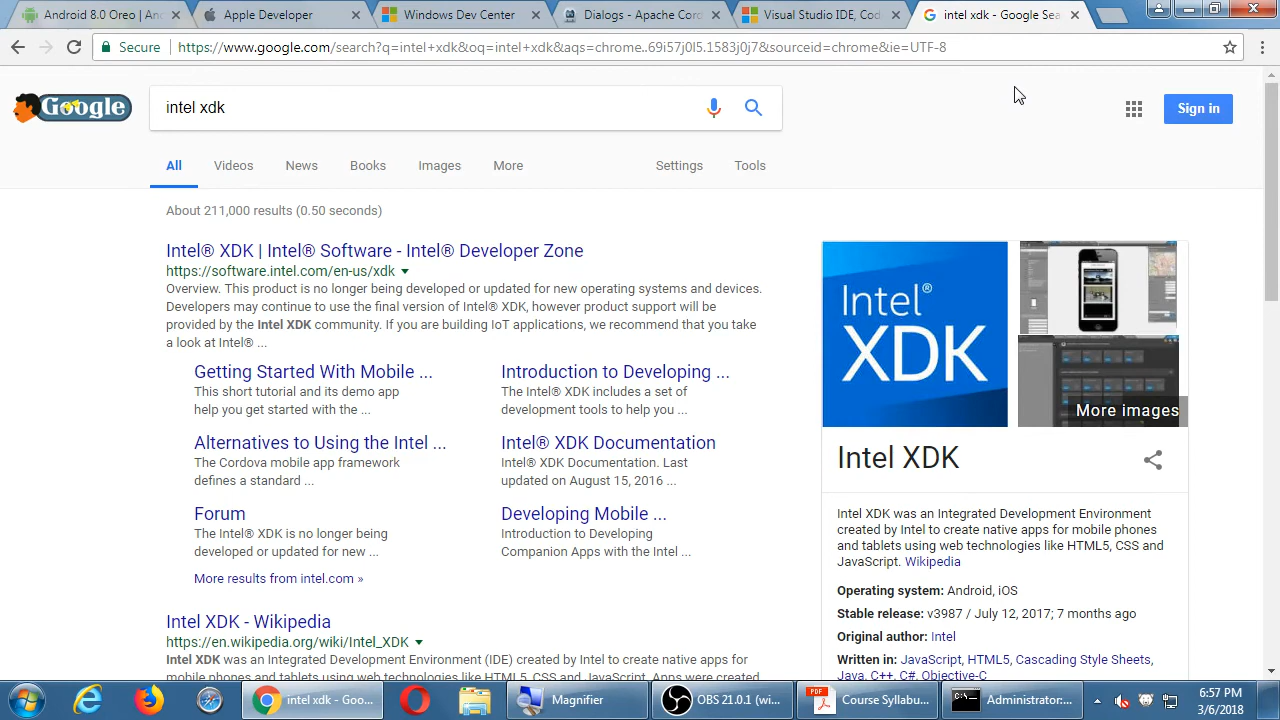 Android 8.0 Oreo | And
Apple Developer
Windows Dev Center
Dialogs - Apache Cord
Visual Studio IDE, Cod
intel xdk - Google Sea
Secure
https://www.google.com/search?q=intel+xdk&oq=intel+xdk&aqs=chrome..69i57j0l5.1583j0j7&sourceid=chrome&ie=UTF-8
Google
intel xdk
Sign in
All
Videos
News
Books
Images
More
Settings
Tools
About 211,000 results (0.50 seconds)
Intel® XDK | Intel® Software - Intel® Developer Zone
https://software.intel.com/en-us/xdk
Overview. This product is no longer being developed or updated for new operating systems and devices.
Developers may continue to use the final version of Intel® XDK, however product support will be
provided by the Intel XDK community. If you are building IoT applications, we recommend that you take
a look at Intel® ...
Getting Started With Mobile ...
This short tutorial and its demo app
help you get started with the ...
Introduction to Developing ...
The Intel® XDK includes a set of
development tools to help you ...
Alternatives to Using the Intel ...
The Cordova mobile app framework
defines a standard ...
Intel® XDK Documentation
Intel® XDK Documentation. Last
updated on August 15, 2016 ...
Forum
The Intel® XDK is no longer being
developed or updated for new ...
Developing Mobile ...
Introduction to Developing
Companion Apps with the Intel ...
More results from intel.com »
Intel XDK - Wikipedia
https://en.wikipedia.org/wiki/Intel_XDK
Intel XDK was an Integrated Development Environment (IDE) created by Intel to create native apps for
mobile phones and tablets using web technologies like HTML5, CSS and JavaScript. Apps were created
Intel®
XDK
More images
Intel XDK
Intel XDK was an Integrated Development Environment
created by Intel to create native apps for mobile phones
and tablets using web technologies like HTML5, CSS and
JavaScript. Wikipedia
Operating system: Android, iOS
Stable release: v3987 / July 12, 2017; 7 months ago
Original author: Intel
Written in: JavaScript, HTML5, Cascading Style Sheets,
Java, C++, C#, Objective-C
intel xdk - Goo...
Magnifier
OBS 21.0.1 (wi...
PDF
Course Syllabu...
Administrator:...
6:57 PM
3/6/2018